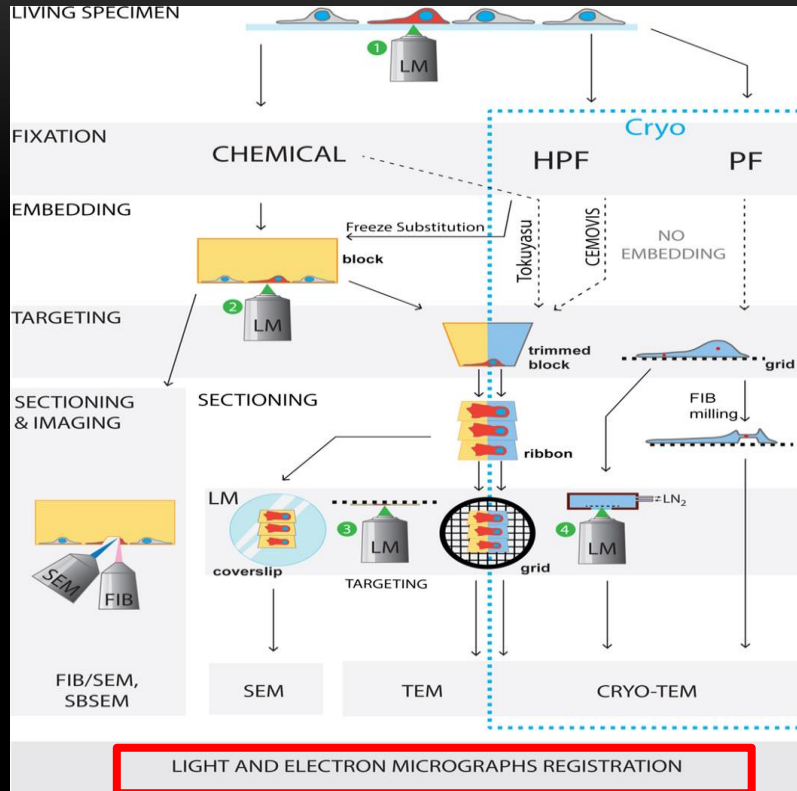 LIVING SPECIMEN
1
LM
FIXATION
Cryo
CHEMICAL
HPF
PF
EMBEDDING
Freeze Substitution
Tokuyasu
CEMOVIS
NO
EMBEDDING
block
2
LM
TARGETING
trimmed
block
grid
SECTIONING
& IMAGING
SECTIONING
FIB
milling
ribbon
LM
LN2
3
LM
4
LM
coverslip
TARGETING
grid
SEM
FIB
FIB/SEM,
SBSEM
SEM
TEM
CRYO-TEM
LIGHT AND ELECTRON MICROGRAPHS REGISTRATION